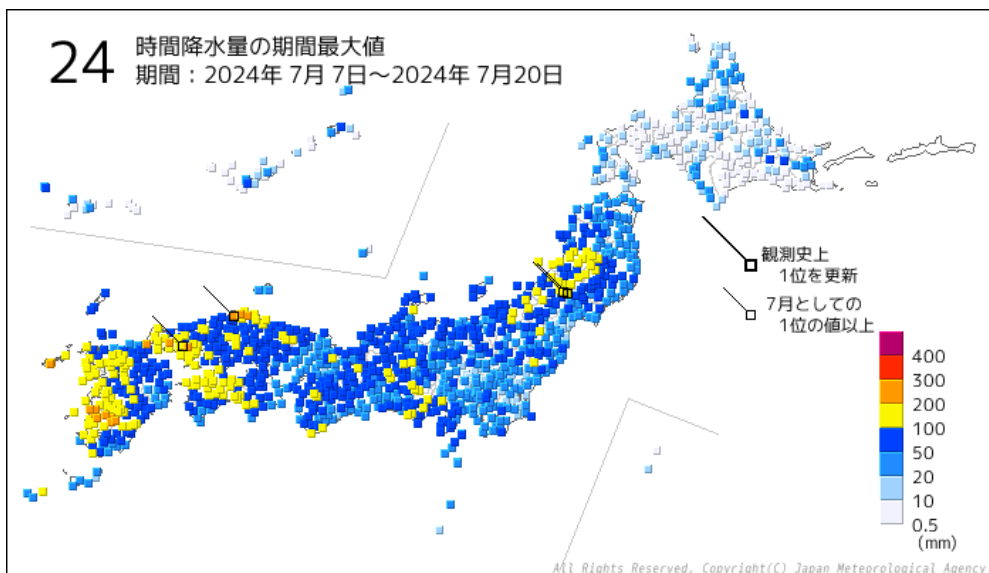 24 時間降水量の期間最大値
期間：2024年 7月 7日～2024年 7月20日
観測史上
1位を更新
7月としての
1位の値以上
400
300
200
100
50
20
10
0.5
(mm)
All Rights Reserved. Copyright(C) Japan Meteorological Agency